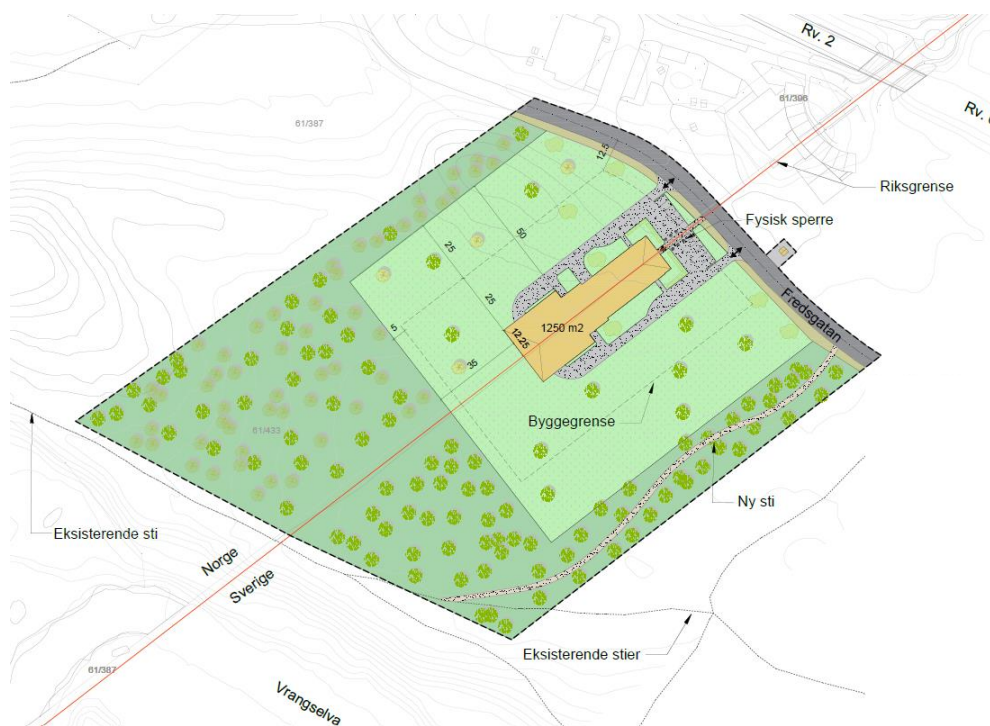 Rv. 2
61/396
Rv.
61/387
Riksgrense
12.5
Fysisk sperre
50
25
25
Fredsgatan
5
1250 m2
12.25
35
Byggegrense
61/433
Ny sti
Eksisterende sti
Norge
Sverige
Eksisterende stier
61/387
Vrangselva